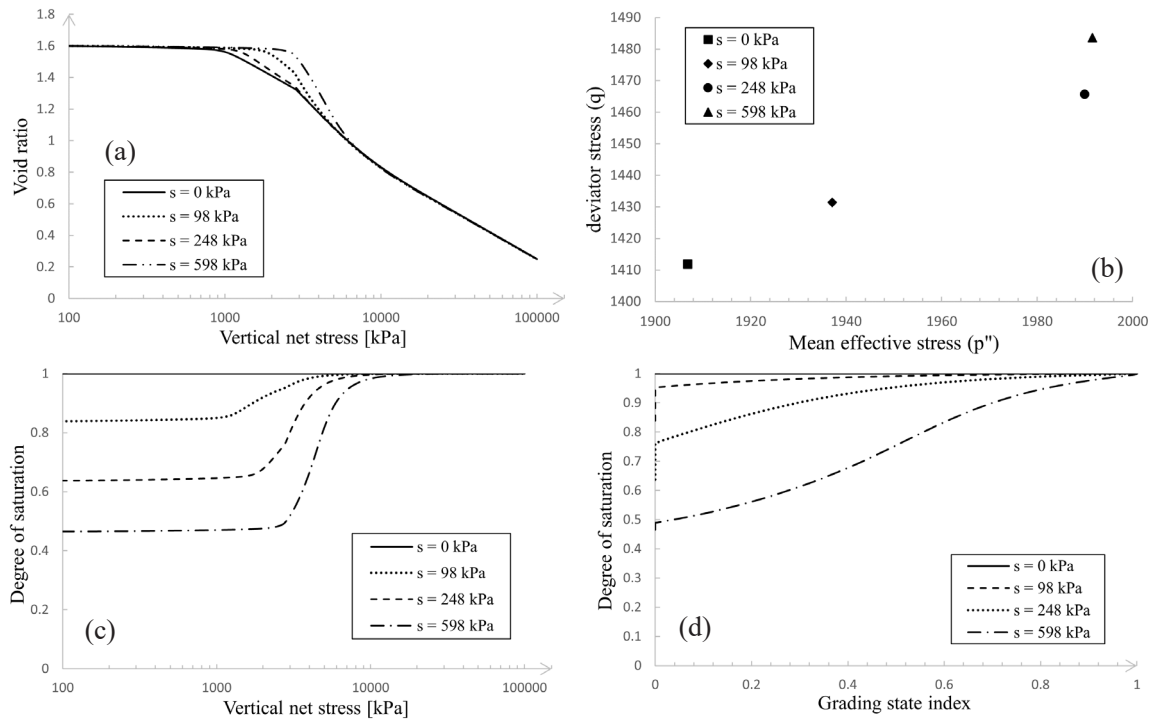 1.8
1.6
1.4
1.2
1
0.8
0.6
0.4
0.2
0
Void ratio
(a)
s = 0 kPa
s = 98 kPa
s = 248 kPa
s = 598 kPa
100
1000
10000
100000
Vertical net stress [kPa]
1490
1480
1470
1460
1450
1440
1430
1420
1410
1400
deviator stress (q)
s = 0 kPa
s = 98 kPa
s = 248 kPa
s = 598 kPa
(b)
1900
1920
1940
1960
1980
2000
Mean effective stress (p")
1
0.8
0.6
0.4
0.2
0
Degree of saturation
(c)
s = 0 kPa
s = 98 kPa
s = 248 kPa
s = 598 kPa
100
1000
10000
100000
Vertical net stress [kPa]
1
0.9
0.8
0.7
0.6
0.5
0.4
0.3
0.2
0.1
1
Degree of saturation
(d)
s = 0 kPa
s = 98 kPa
s = 248 kPa
s = 598 kPa
0
0.2
0.4
0.6
0.8
1
Grading state index